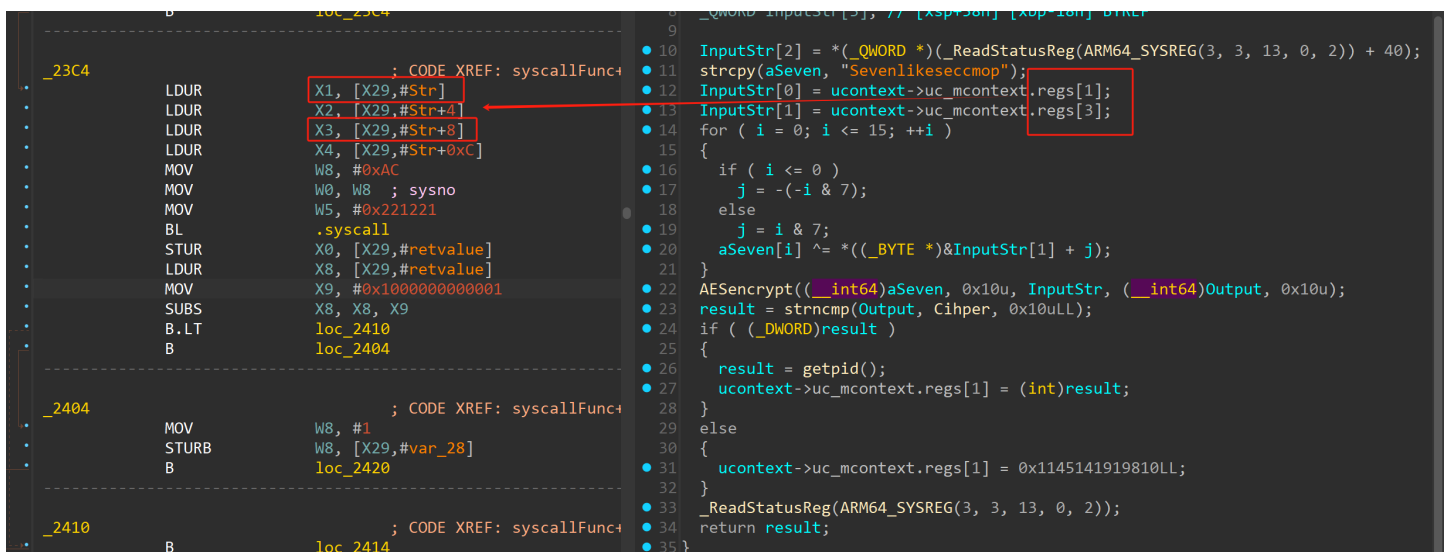 B loc_23C4
_23C4 ; CODE XREF: syscallFunc+
LDUR X1, [X29,#Str]
LDUR X2, [X29,#Str+4]
LDUR X3, [X29,#Str+8]
LDUR X4, [X29,#Str+0xC]
MOV W8, #0xAC
MOV W0, W8 ; sysno
MOV W5, #0x221221
BL .syscall
STUR X0, [X29,#retvalue]
LDUR X8, [X29,#retvalue]
MOV X9, #0x1000000000001
SUBS X8, X8, X9
B.LT loc_2410
B loc_2404
_2404 ; CODE XREF: syscallFunc+
MOV W8, #1
STURB W8, [X29,#var_28]
B loc_2420
_2410 ; CODE XREF: syscallFunc+
B loc_2414
8 _QWORD InputStr[3]; // [xsp+38h] [xbp-18h] BYREF
9
10 InputStr[2] = *(_QWORD *)(_ReadStatusReg(ARM64_SYSREG(3, 3, 13, 0, 2)) + 40);
11 strcpy(aSeven, "Sevenlikeseccmop");
12 InputStr[0] = ucontext->uc_mcontext.regs[1];
13 InputStr[1] = ucontext->uc_mcontext.regs[3];
14 for ( i = 0; i <= 15; ++i )
15 {
16 if ( i <= 0 )
17 j = -(-i & 7);
18 else
19 j = i & 7;
20 aSeven[i] ^= *((_BYTE *)&InputStr[1] + j);
21 }
22 AESencrypt((__int64)aSeven, 0x10u, InputStr, (__int64)Output, 0x10u);
23 result = strncmp(Output, Cihper, 0x10uLL);
24 if ( (_DWORD)result )
25 {
26 result = getpid();
27 ucontext->uc_mcontext.regs[1] = (int)result;
28 }
29 else
30 {
31 ucontext->uc_mcontext.regs[1] = 0x1145141919810LL;
32 }
33 _ReadStatusReg(ARM64_SYSREG(3, 3, 13, 0, 2));
34 return result;
35 }